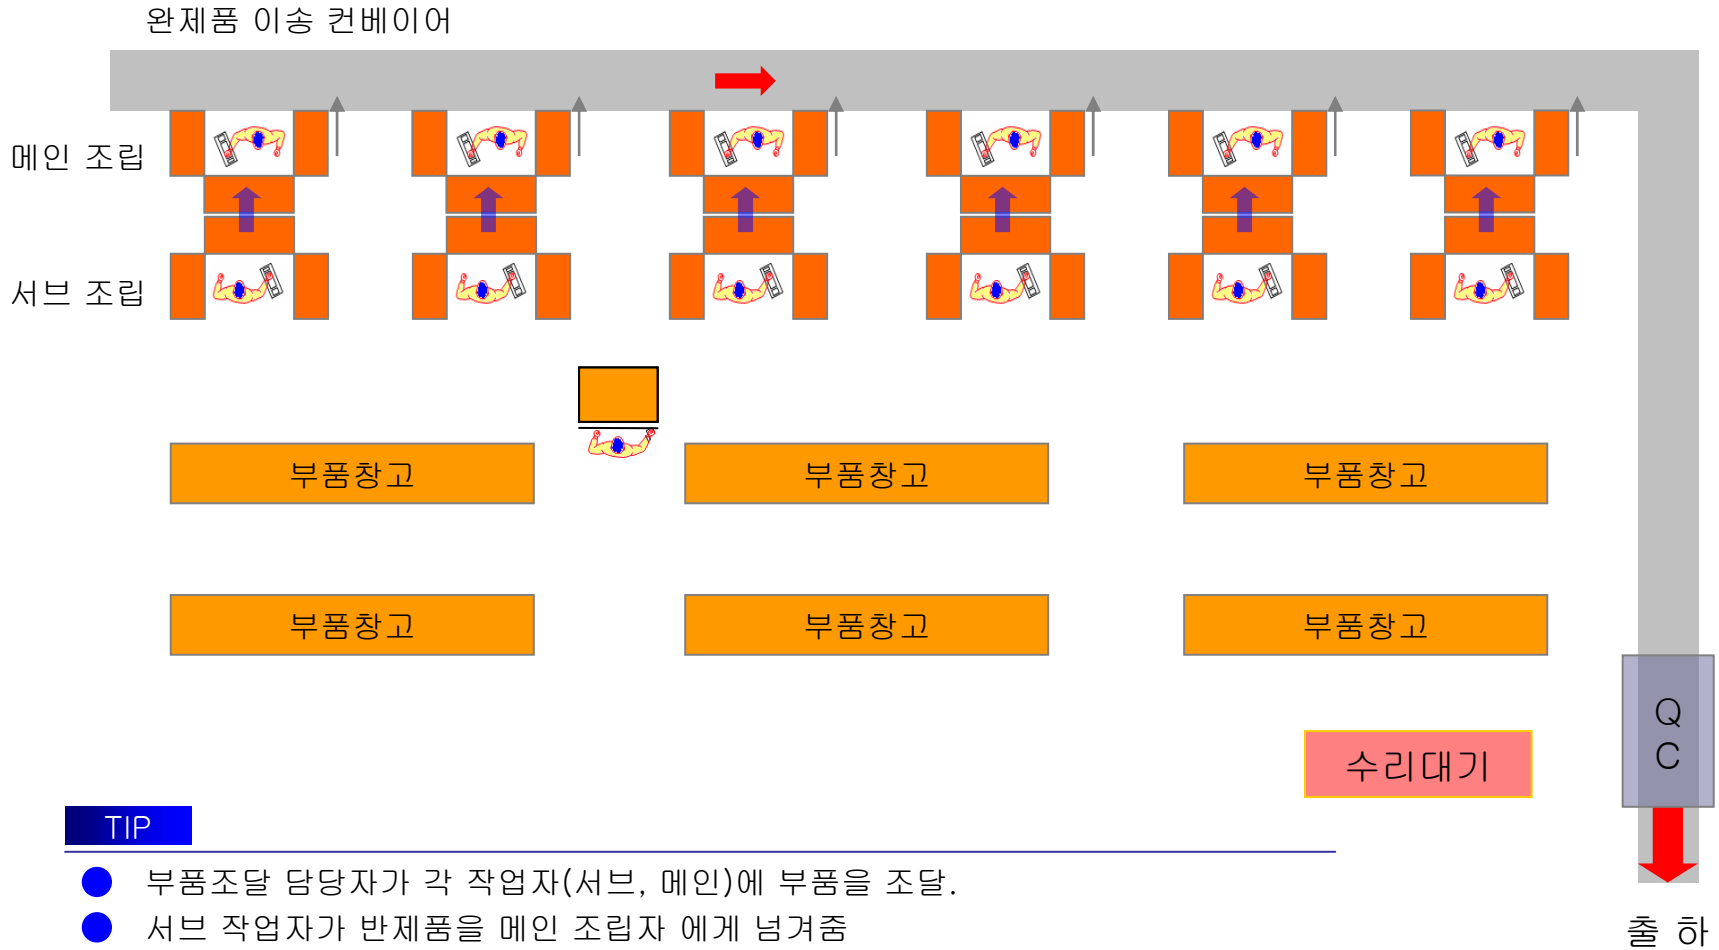 완제품 이송 컨베이어
메인 조립
서브 조립
부품창고 부품창고 부품창고
부품창고 부품창고 부품창고
Q
C
수리대기
TIP
부품조달 담당자가 각 작업자(서브, 메인)에 부품을 조달.
서브 작업자가 반제품을 메인 조립자 에게 넘겨줌
출 하